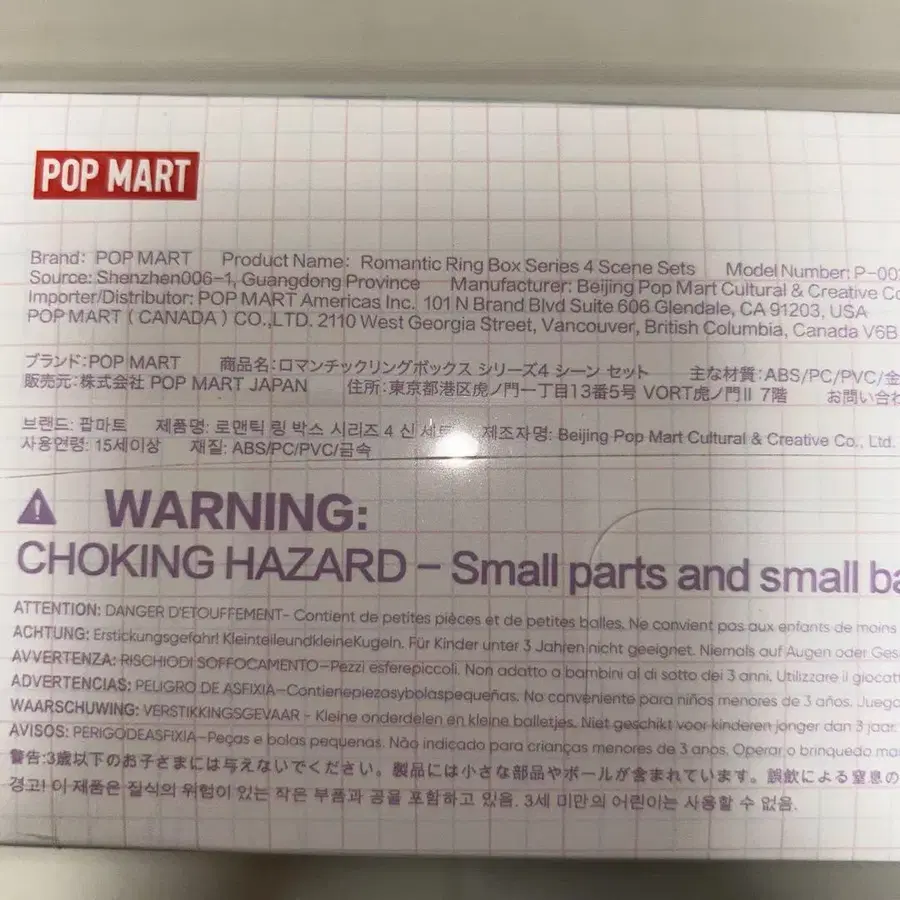 POP MART
Brand: POP MART Product Name: Romantic Ring Box Series 4 Scene Sets Model Number: P-00
Source: Shenzhen006-1, Guangdong Province Manufacturer: Beijing Pop Mart Cultural & Creative Co
Importer/Distributor: POP MART Americas Inc. 101 N Brand Blvd Suite 606 Glendale, CA 91203, USA
POP MART ( CANADA ) CO.,LTD. 2110 West Georgia Street, Vancouver, British Columbia, Canada V6B
ブランド:POP MART 商品名:ロマンチックリングボックス シリーズ4 シーン セット 主な材質:ABS/PC/PVC/金
販売元:株式会社 POP MART JAPAN 住所:東京都港区虎ノ門一丁目13番5号 VORT虎ノ門II 7階 お問い合わ
브랜드: 팝마트 제품명: 로맨틱 링 박스 시리즈 4 신 세트 제조자명: Beijing Pop Mart Cultural & Creative Co., Ltd.
사용연령: 15세이상 재질: ABS/PC/PVC/금속
WARNING:
CHOKING HAZARD – Small parts and small ba
ATTENTION: DANGER D'ETOUFFEMENT- Contient de petites pièces et de petites balles. Ne convient pas aux enfants de moins
ACHTUNG: Erstickungsgefahr! KleinteileundkleineKugeln. Für Kinder unter 3 Jahren nicht geeignet. Niemals auf Augen oder Ges
AVVERTENZA: RISCHIODI SOFFOCAMENTO–Pezzi esferepiccoli. Non adatto a bambini al di sotto dei 3 anni. Utilizzare il giocatt
ADVERTENCIAS: PELIGRO DE ASFIXIA–Contienepiezosybolaspequeñas. No conveniente para niños menores de 3 años. Juega
WAARSCHUWING: VERSTIKKINGSGEVAAR - Kleine onderdelen en kleine balletjes. Niet geschikt voor kinderen jonger dan 3 jaar.
AVISOS: PERIGODEASFIXIA–Peças e bolas pequenas. Não indicado para crianças menores de 3 anos. Operar o brinquedo ma
警告:3歳以下のお子さまには与えないでください。製品には小さな部品やボールが含まれています。誤飲による窒息の
경고! 이 제품은 질식의 위험이 있는 작은 부품과 공을 포함하고 있음. 3세 미만의 어린이는 사용할 수 없음.